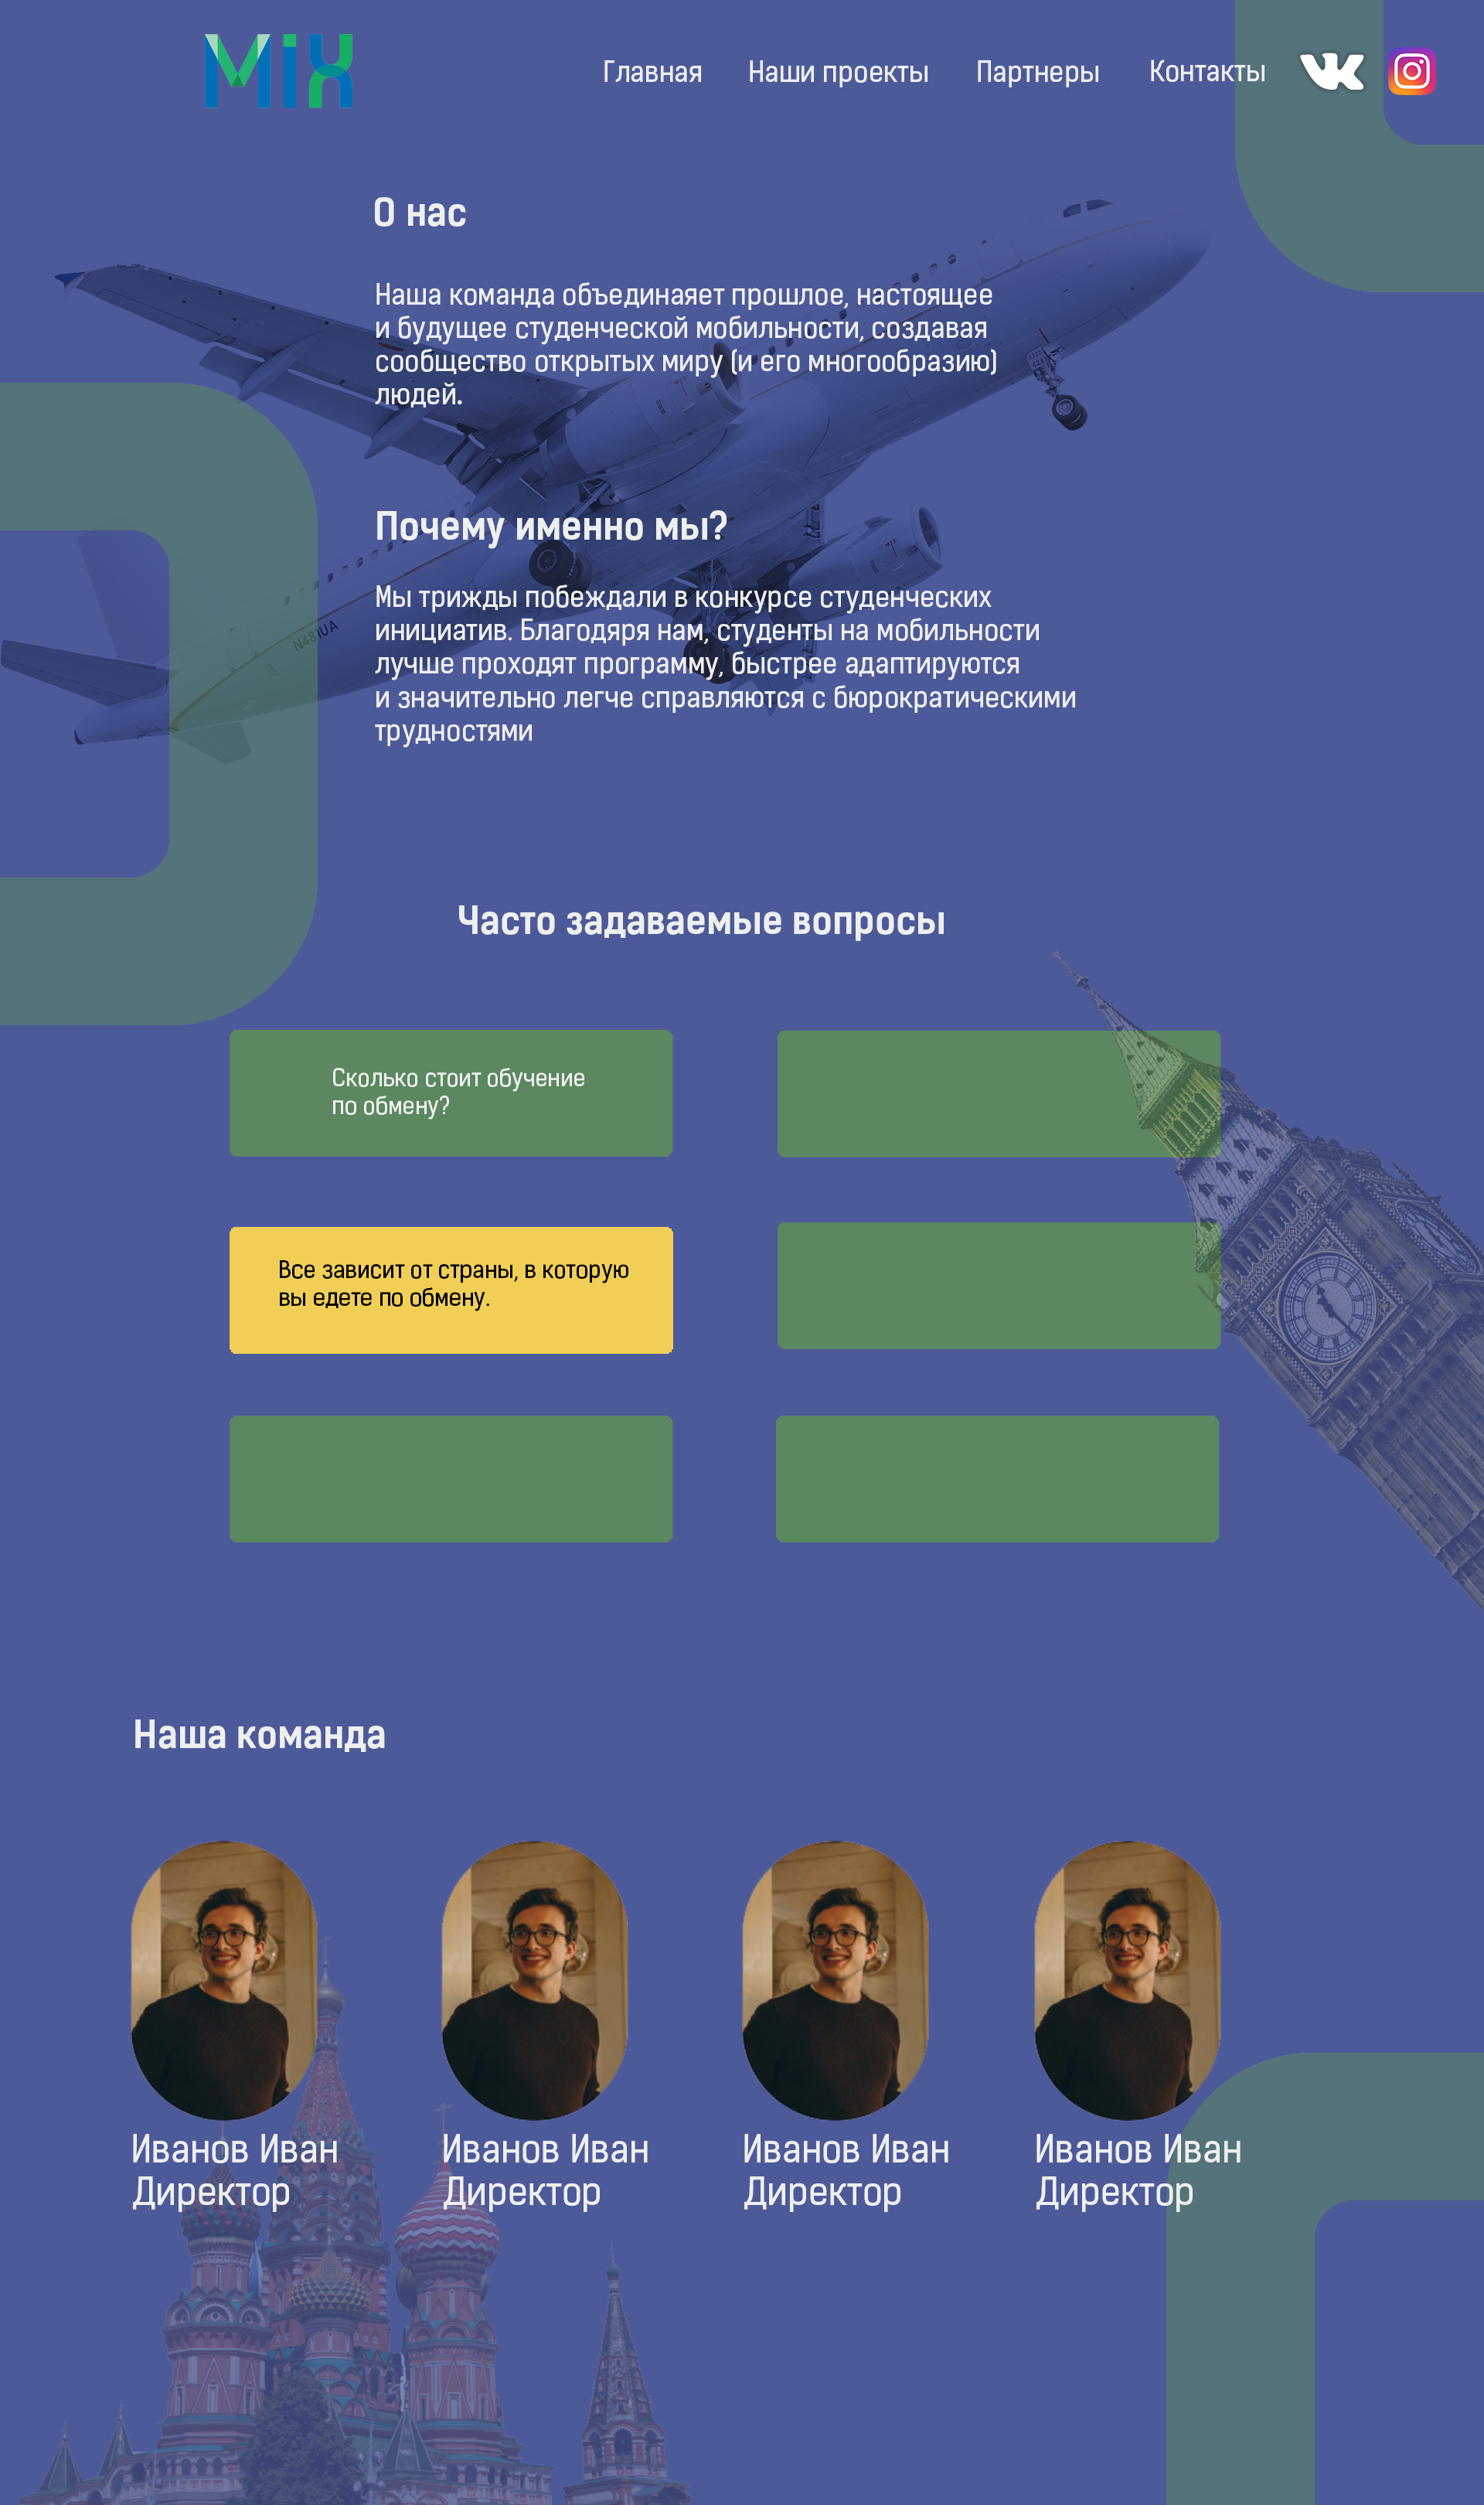 MiX
Главная
Наши проекты
Партнеры
Контакты
О нас
Наша команда объединаяет прошлое, настоящее
и будущее студенческой мобильности, создавая
сообщество открытых миру (и его многообразию)
людей.
N481UA
Почему именно мы?
Мы трижды побеждали в конкурсе студенческих
инициатив. Благодяря нам, студенты на мобильности
лучше проходят программу, быстрее адаптируются
и значительно легче справляются с бюрократическими
трудностями
Часто задаваемые вопросы
Сколько стоит обучение
по обмену?
Все зависит от страны, в которую
вы едете по обмену.
Наша команда
Иванов Иван
Директор
Иванов Иван
Директор
Иванов Иван
Директор
Иванов Иван
Директор